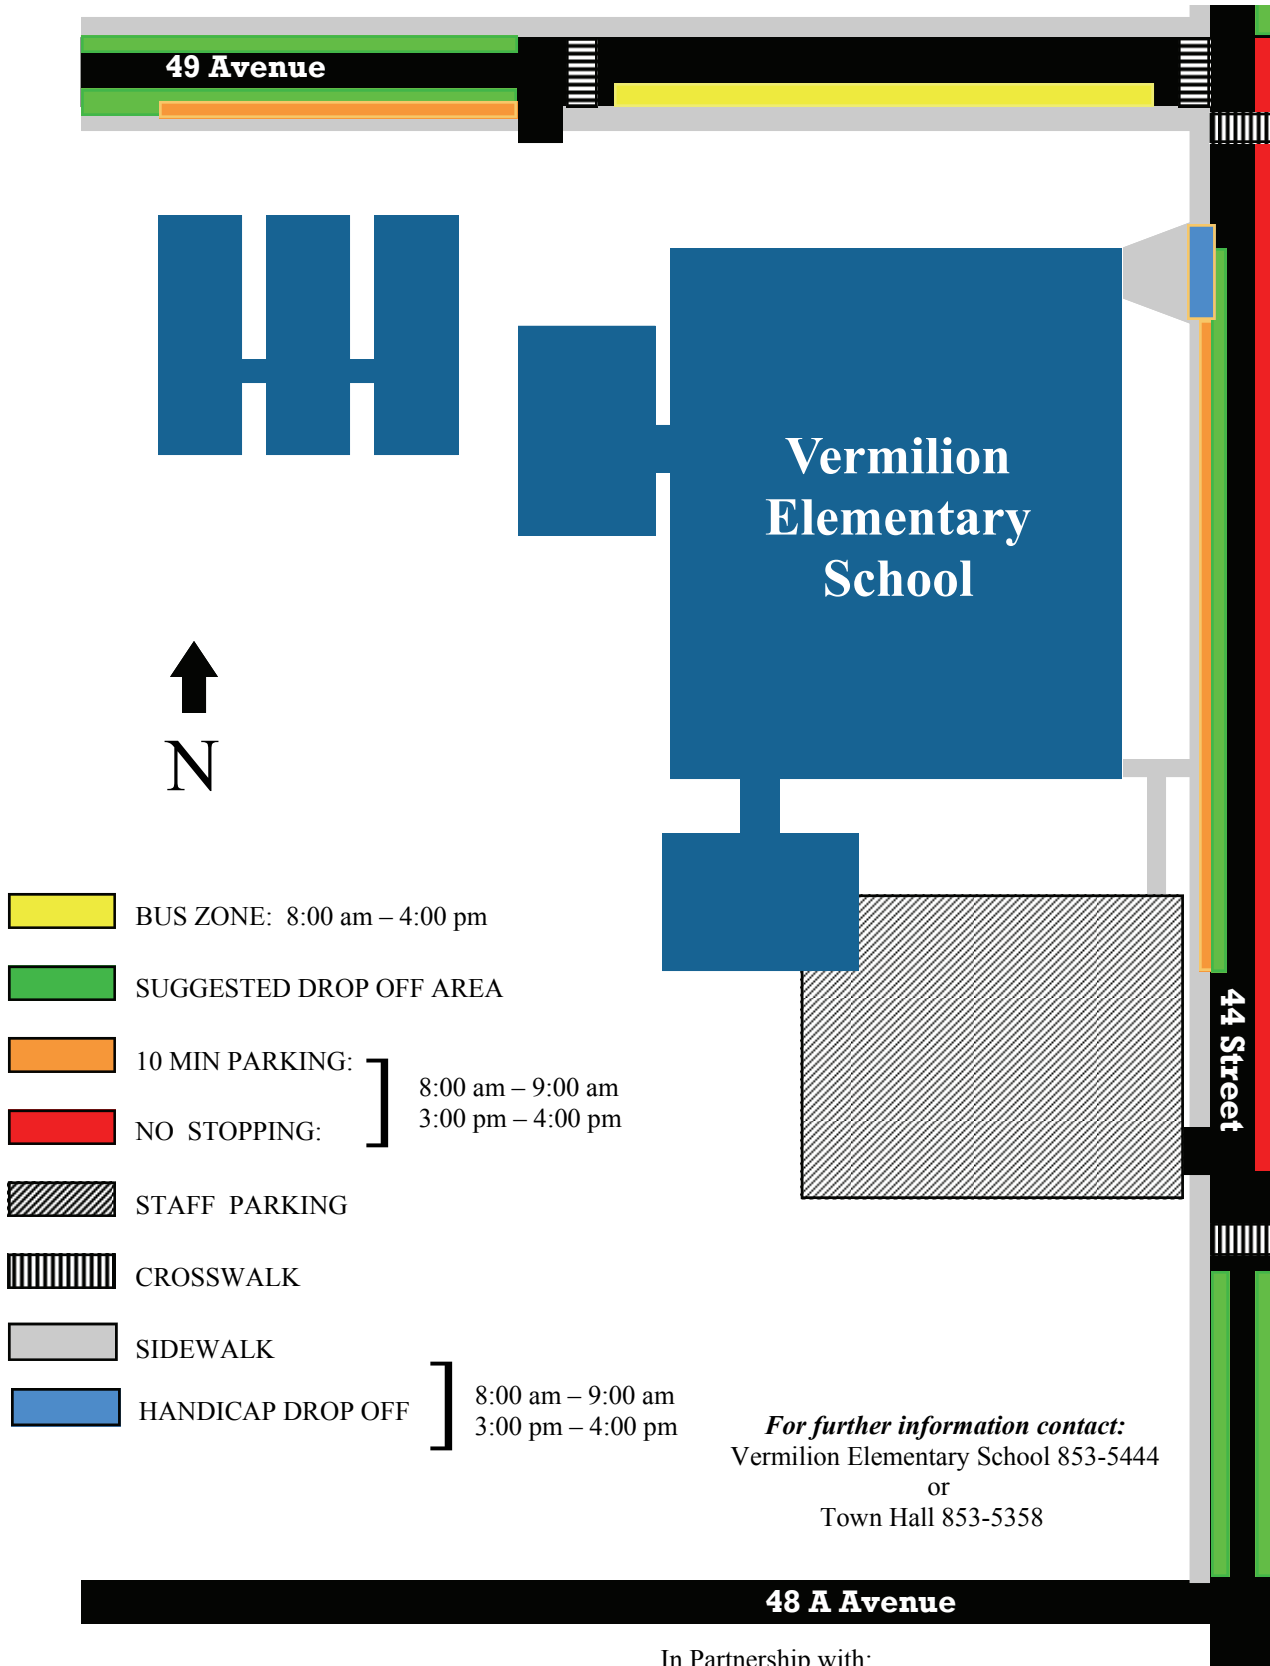 49 Avenue
Vermilion
Elementary
School
N
BUS ZONE: 8:00 am – 4:00 pm
SUGGESTED DROP OFF AREA
10 MIN PARKING:
8:00 am – 9:00 am
3:00 pm – 4:00 pm
NO STOPPING:
44 Street
STAFF PARKING
CROSSWALK
SIDEWALK
HANDICAP DROP OFF
8:00 am – 9:00 am
3:00 pm – 4:00 pm
For further information contact:
Vermilion Elementary School 853-5444
or
Town Hall 853-5358
48 A Avenue
In Partnership with: